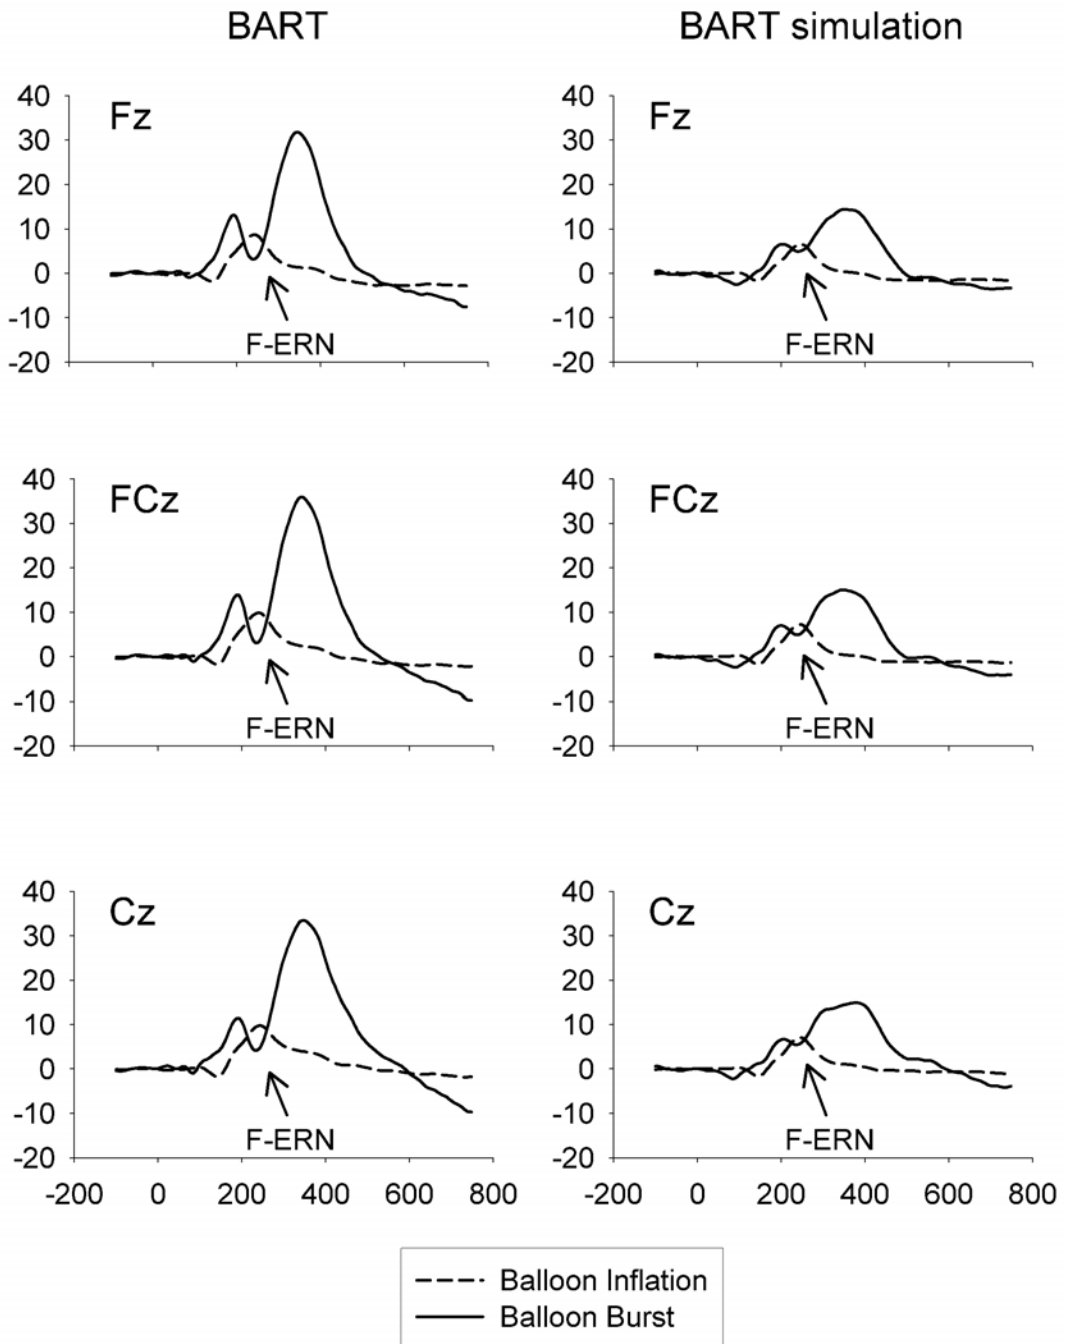 BART BART simulation
40 40
Fz Fz
30 30
20 20
10 10
0 0
-10 -10
F-ERN F-ERN
-20 -20
40 40
FCz FCz
30 30
20 20
10 10
0 0
-10 -10
F-ERN F-ERN
-20 -20
40 40
Cz Cz
30 30
20 20
10 10
0 0
-10 -10
F-ERN F-ERN
-20 -20
-200 0 200 400 600 800 -200 0 200 400 600 800
Balloon Inflation
Balloon Burst